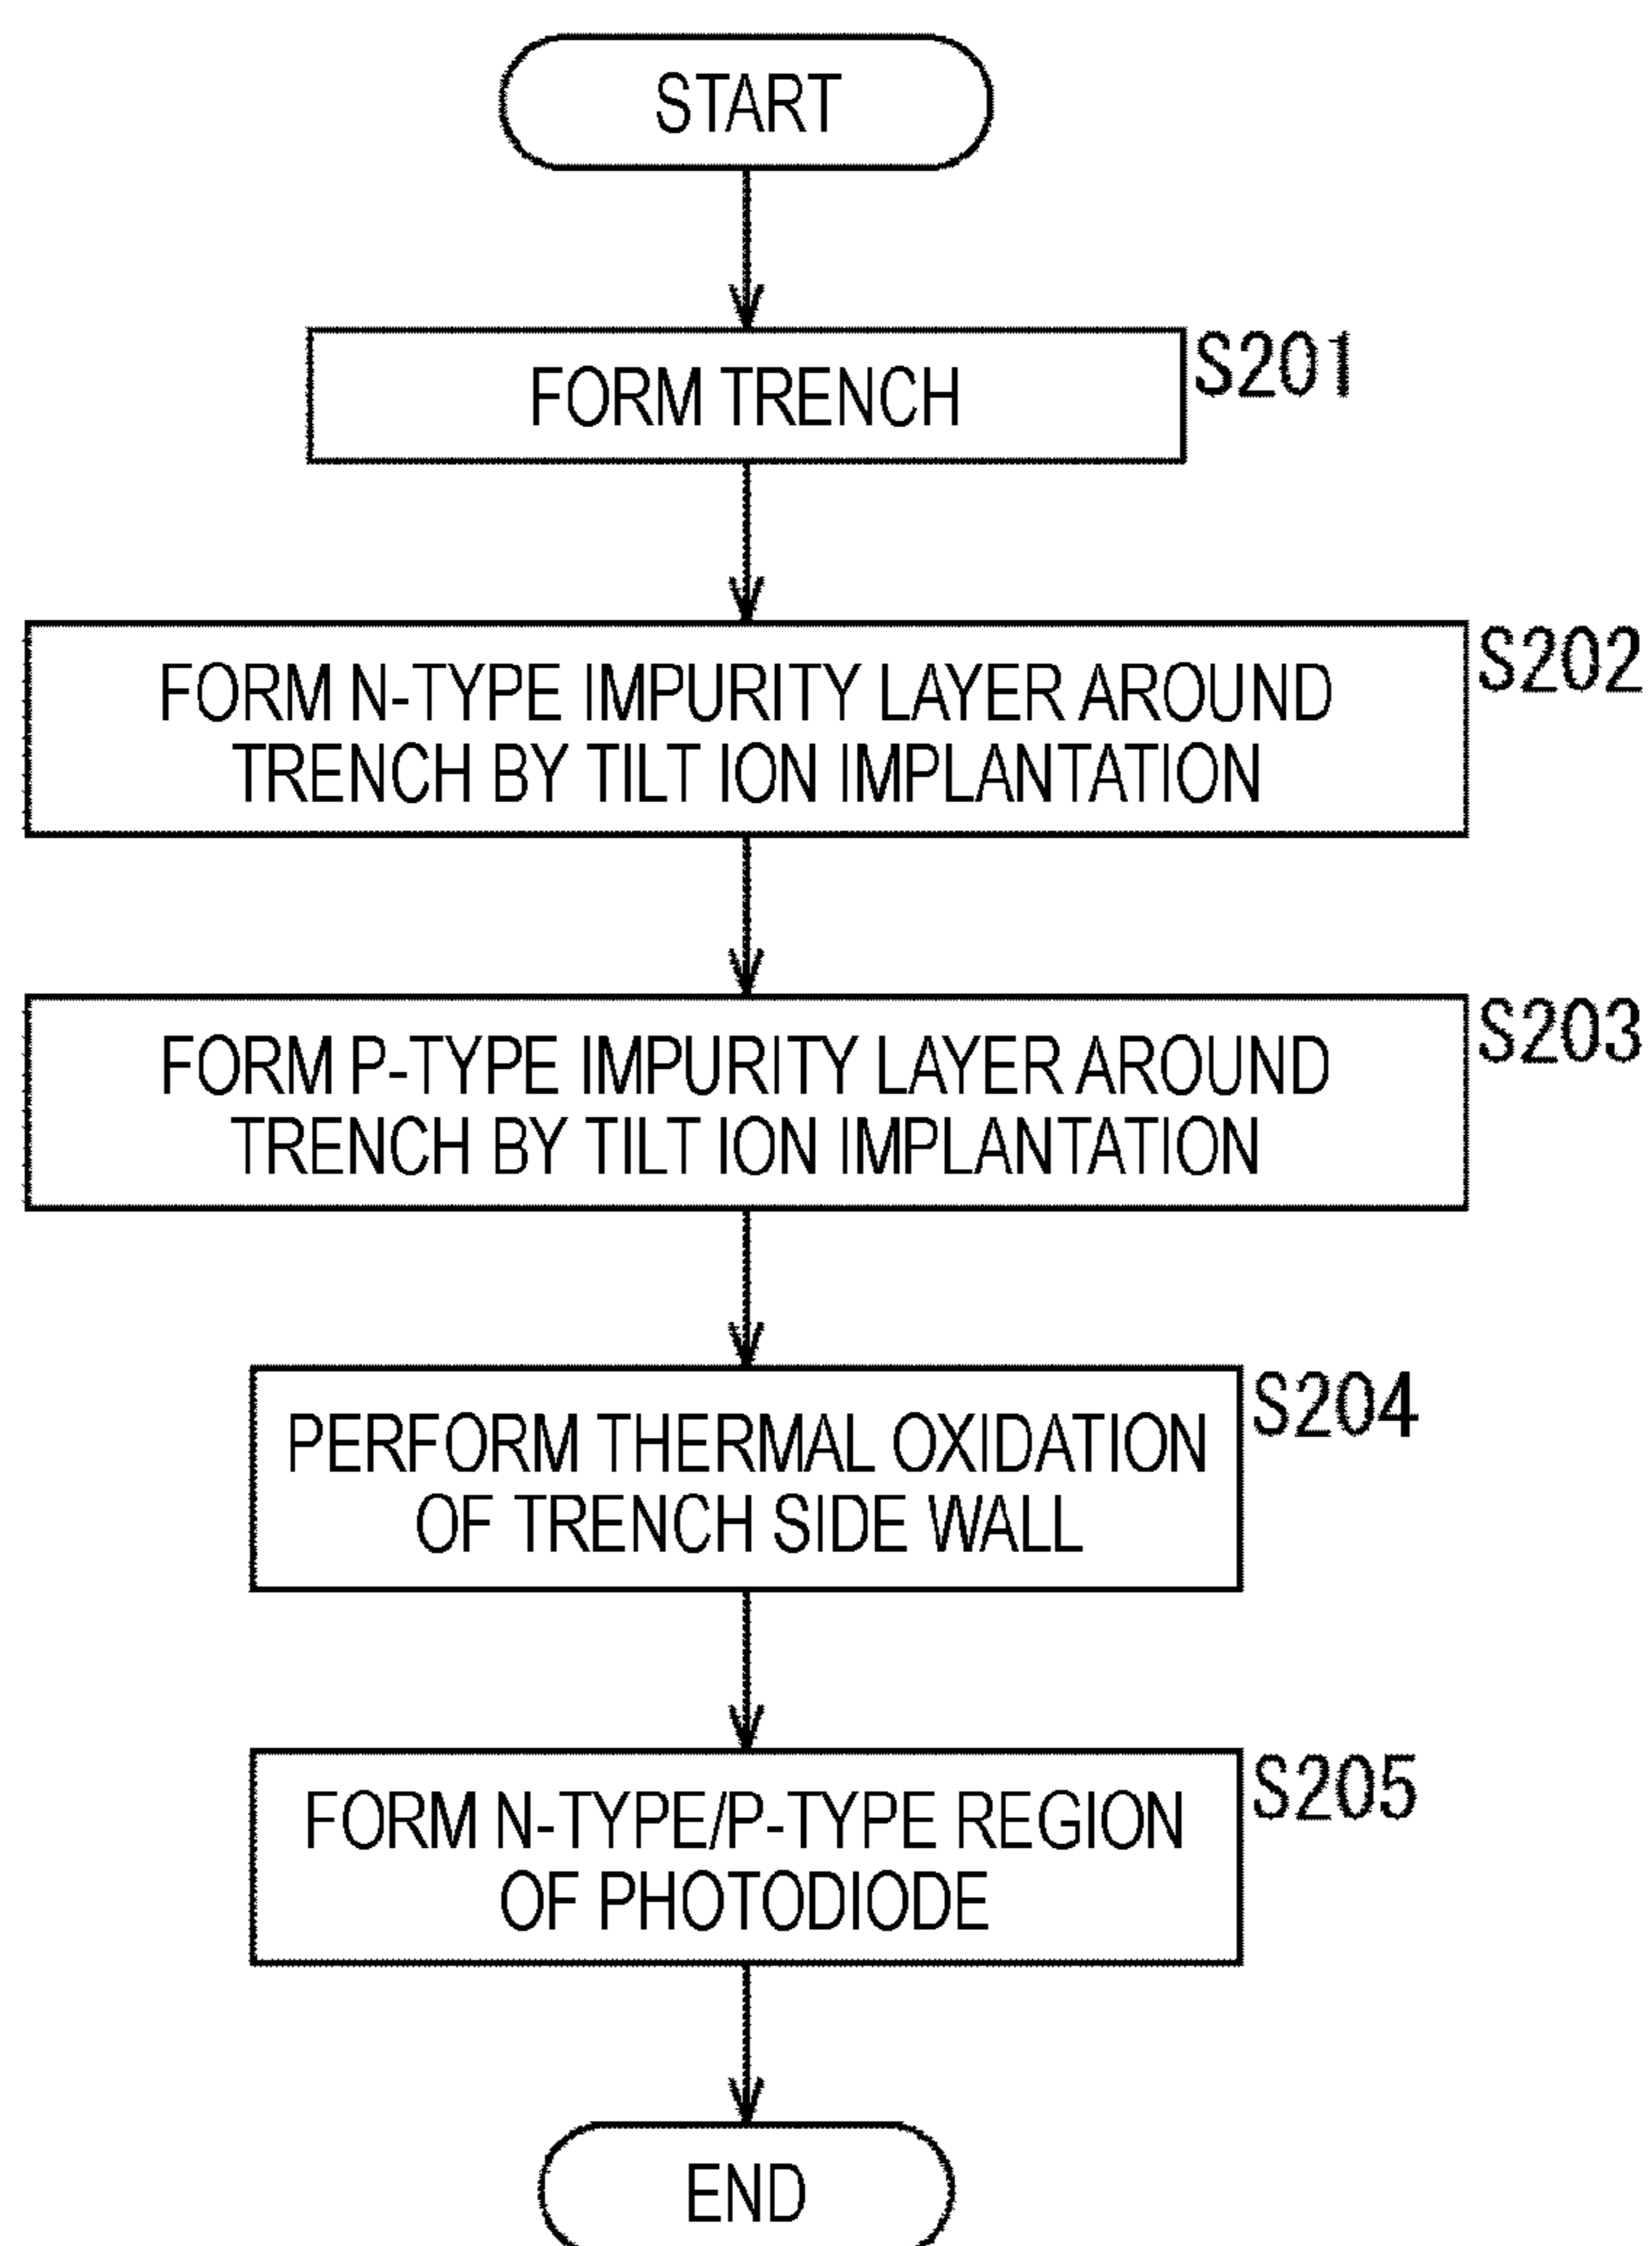 START
FORM TRENCH
S201
FORM N-TYPE IMPURITY LAYER AROUND
TRENCH BY TILT ION IMPLANTATION
S202
FORM P-TYPE IMPURITY LAYER AROUND
TRENCH BY TILT ION IMPLANTATION
S203
PERFORM THERMAL OXIDATION
OF TRENCH SIDE WALL
S204
FORM N-TYPE/P-TYPE REGION
OF PHOTODIODE
S205
END